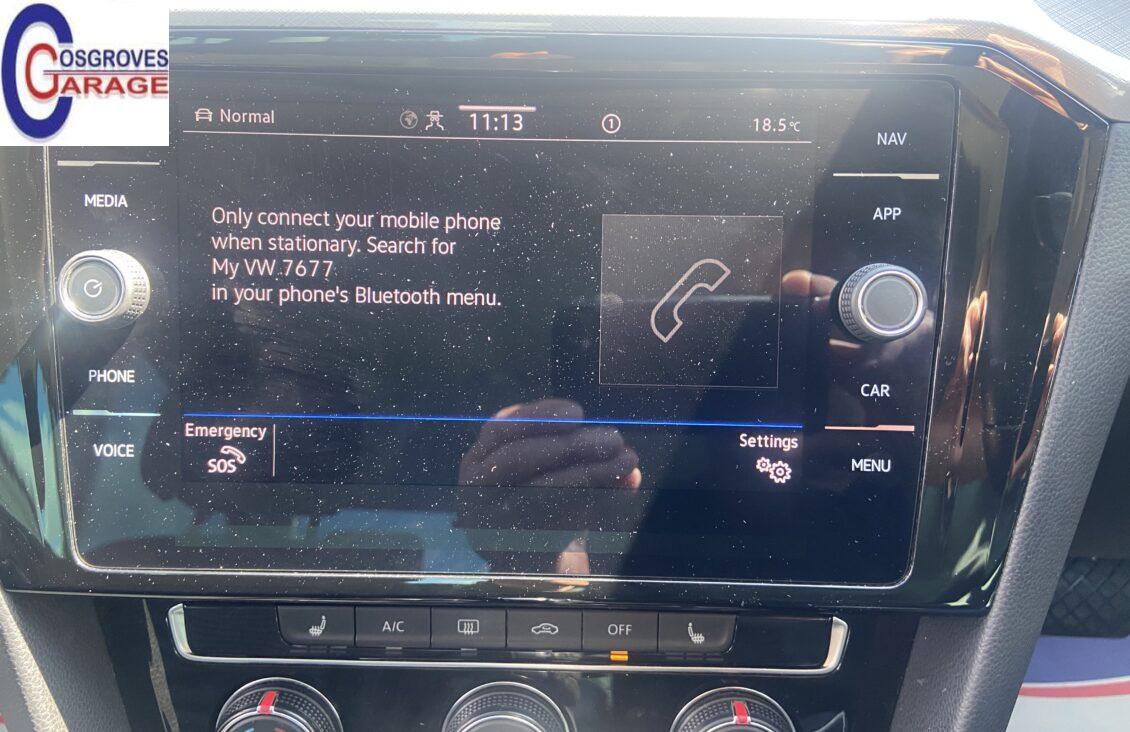 COSGROVES
GARAGE
Normal
11:13
1
18.5°C
NAV
MEDIA
APP
Only connect your mobile phone
when stationary. Search for
My VW 7677
in your phone's Bluetooth menu.
PHONE
CAR
VOICE
Emergency
SOS
Settings
MENU
A/C
OFF